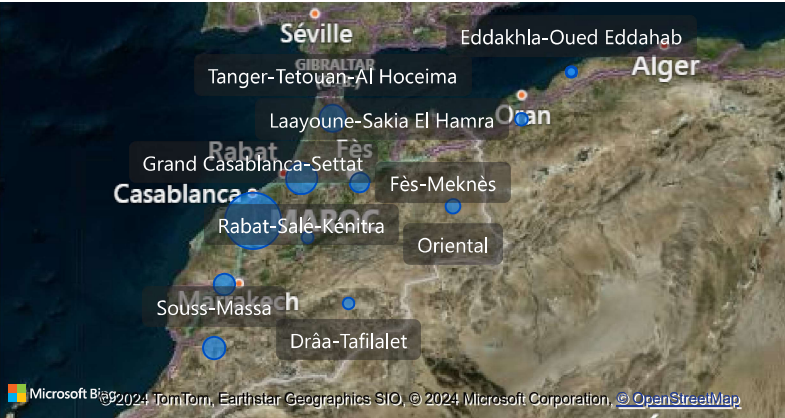 Séville
Eddakhla-Oued Eddahab
GIBRALTAR
Alger
Tanger-Tetouan-Al Hoceima
Laayoune-Sakia El Hamra
Oran
Rabat
Fès
Grand Casablanca-Settat
Casablanca
Fès-Meknès
MAROC
Rabat-Salé-Kénitra
Oriental
Marrakech
Souss-Massa
Drâa-Tafilalet
Microsoft Bing
© 2024 TomTom, Earthstar Geographics SIO, © 2024 Microsoft Corporation, © OpenStreetMap